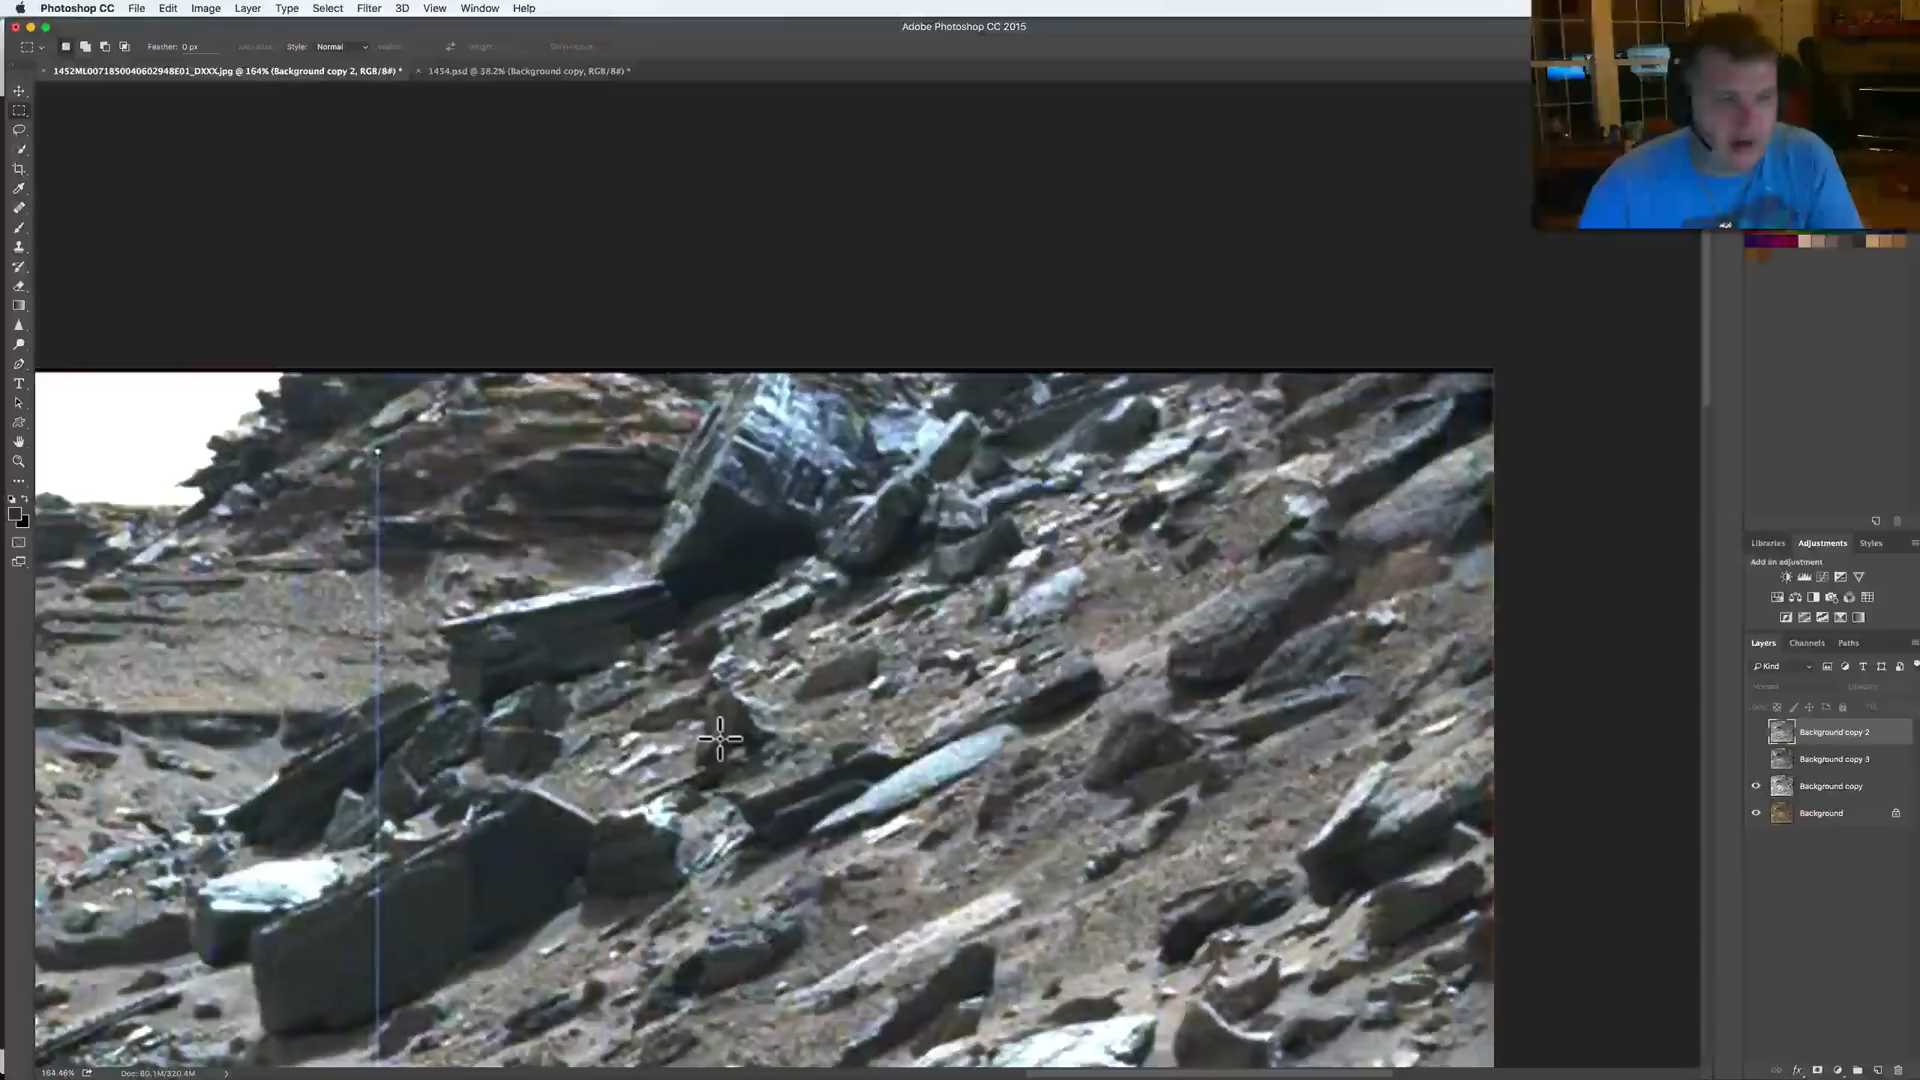 Photoshop CC File Edit Image Layer Type Select Filter 3D View Window Help
Adobe Photoshop CC 2015
Feather: 0 px Style: Normal
1452ML0071850040602948E01_DXXX.jpg @ 164% (Background copy 2, RGB/8#) * 1454.psd @ 38.2% (Background copy, RGB/8#) *
Libraries Adjustments Styles
Add an adjustment
Layers Channels Paths
Kind
Normal
Background copy 2
Background copy 3
Background copy
Background
164.46% Doc: 80.1M/320.4M